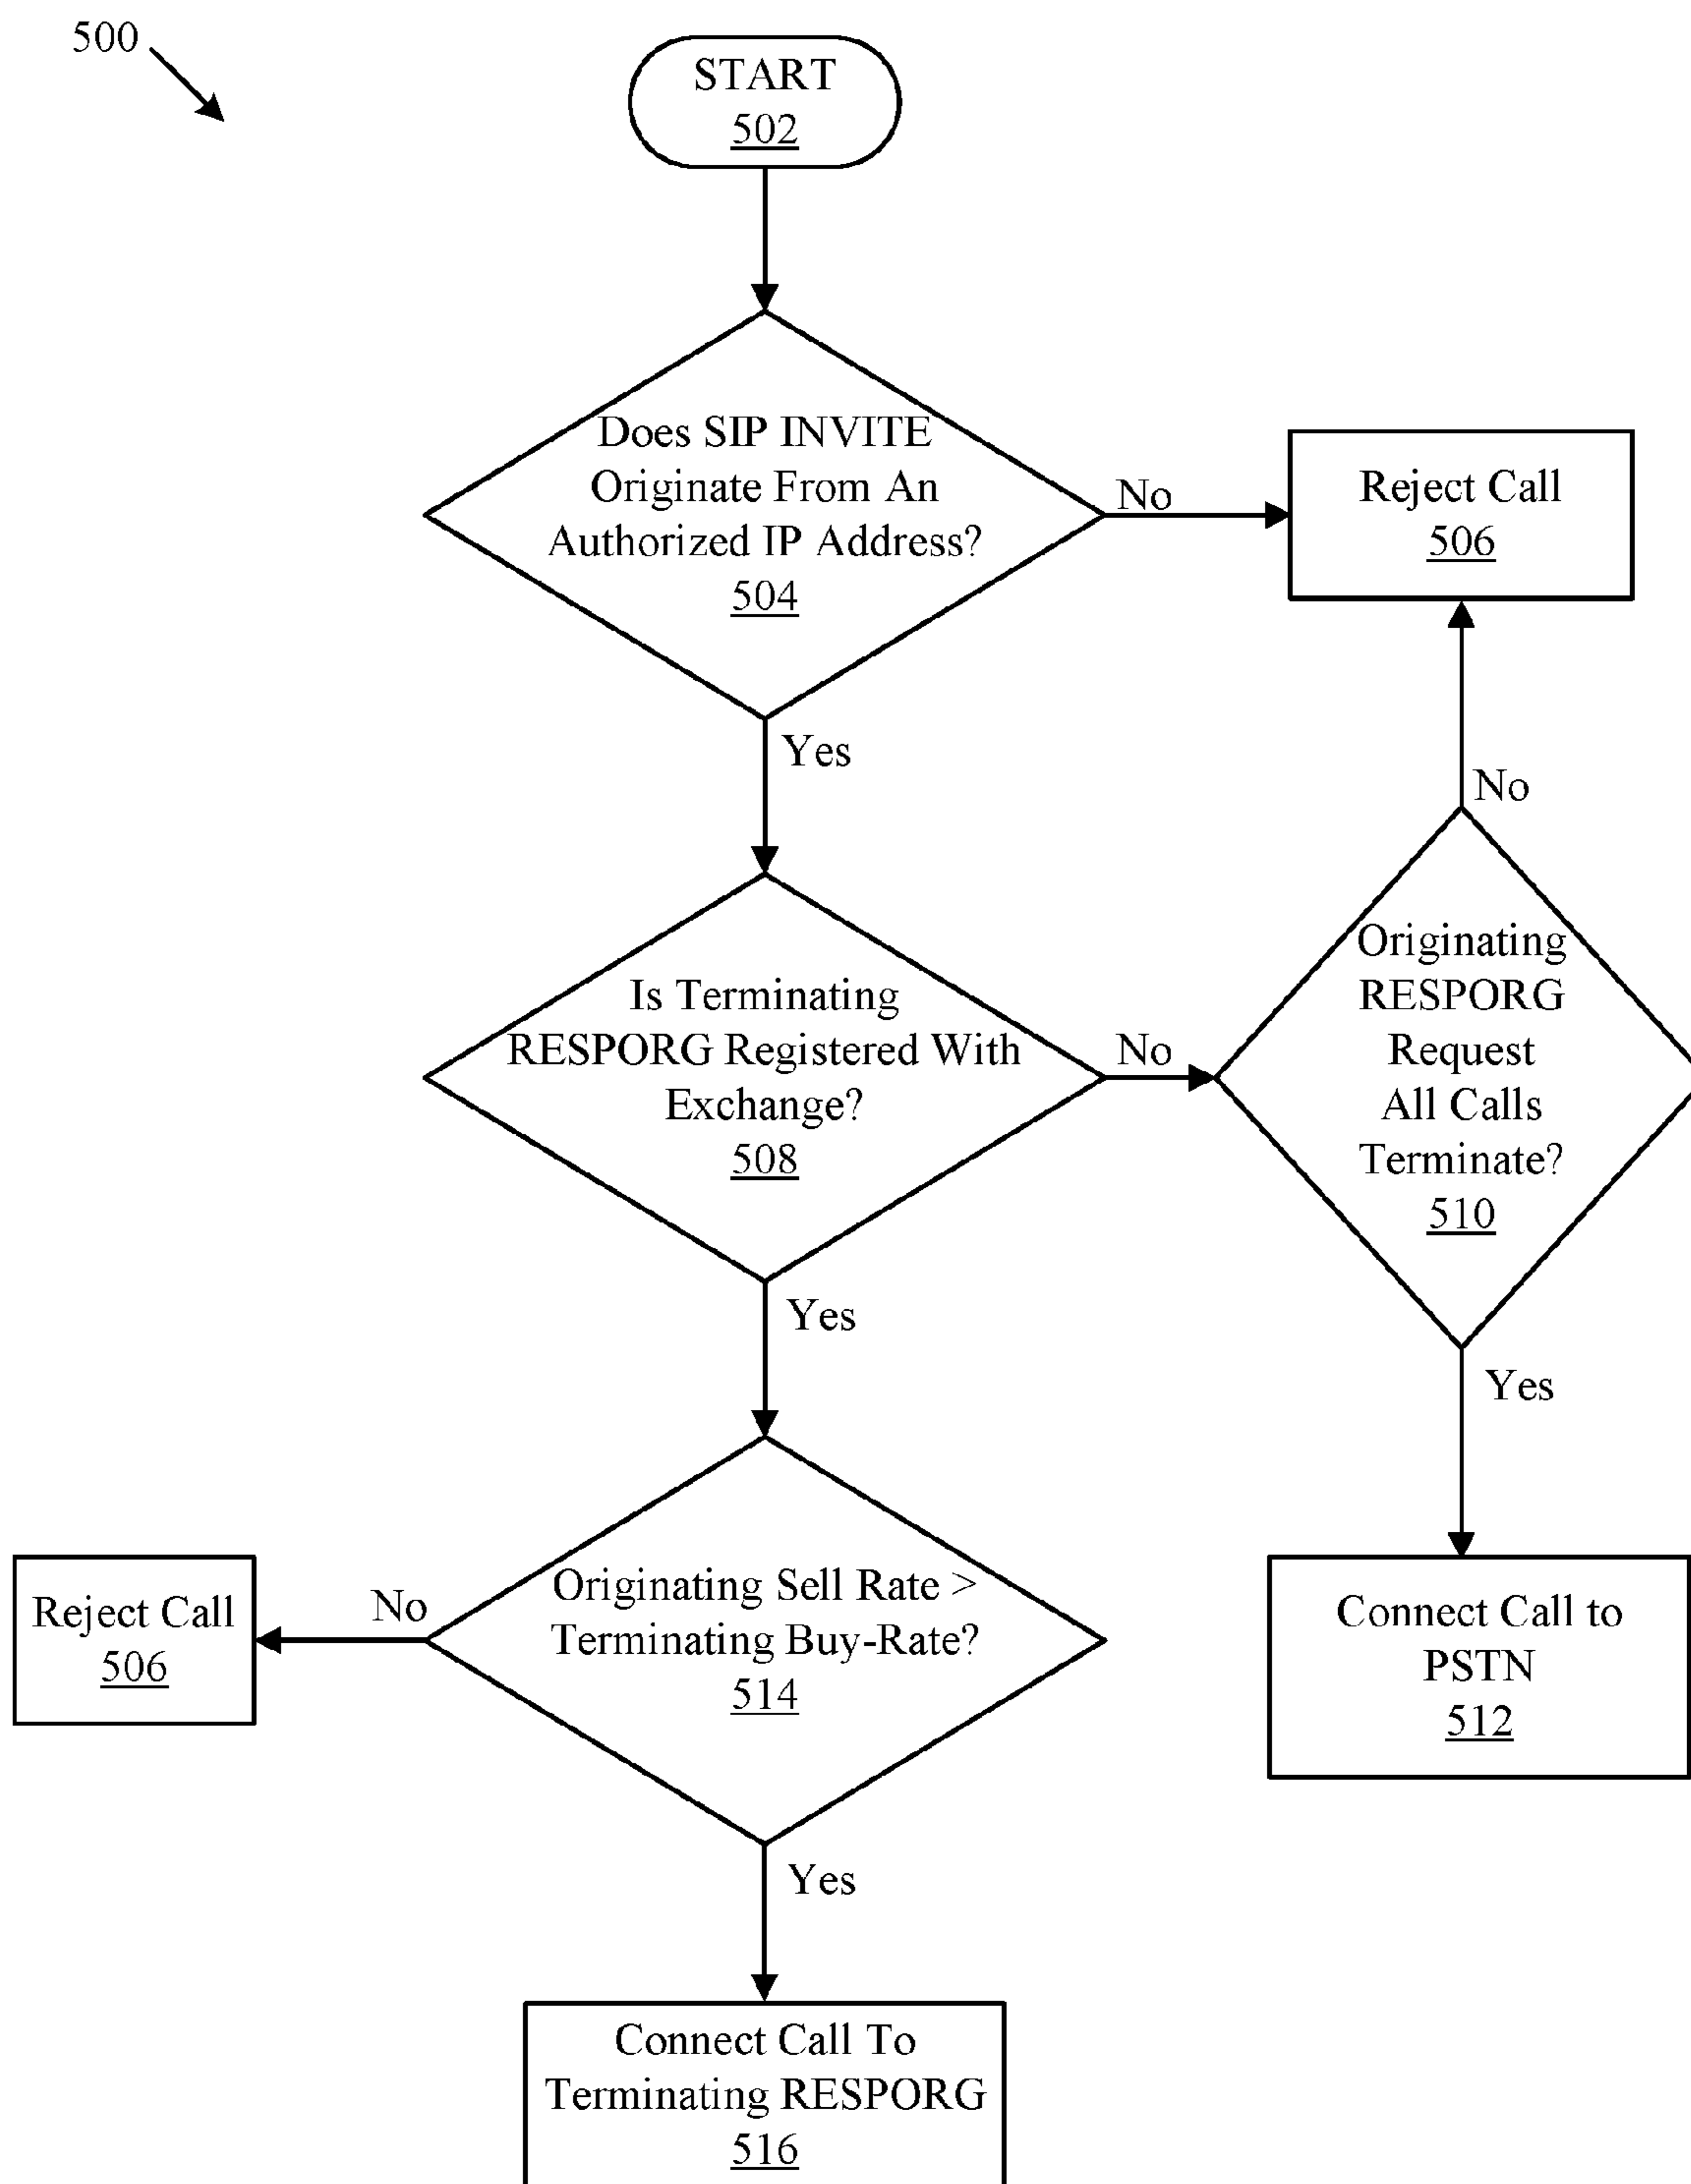 500
START
502
Does SIP INVITE
Originate From An
Authorized IP Address?
504
No
Reject Call
506
Yes
No
Is Terminating
RESPORG Registered With
Exchange?
508
No
Originating
RESPORG
Request
All Calls
Terminate?
510
Yes
Yes
Originating Sell Rate >
Terminating Buy-Rate?
514
No
Reject Call
506
Connect Call to
PSTN
512
Yes
Connect Call To
Terminating RESPORG
516